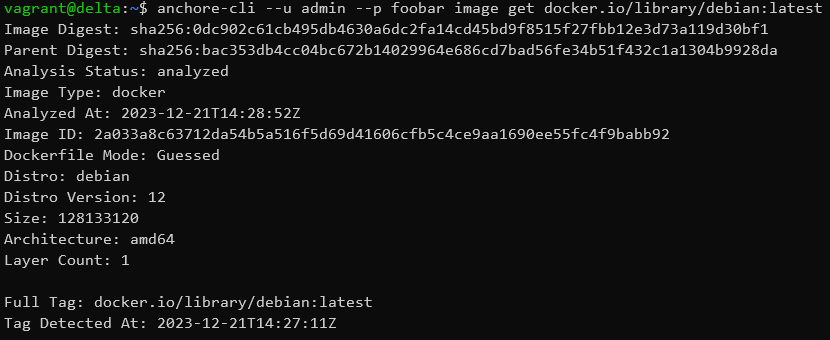 vagrant@delta:~$ anchore-cli --u admin --p foobar image get docker.io/library/debian:latest
Image Digest: sha256:0dc902c61cb495db4630a6dc2fa14cd45bd9f8515f27fbb12e3d73a119d30bf1
Parent Digest: sha256:bac353db4cc04bc672b14029964e686cd7bad56fe34b51f432c1a1304b9928da
Analysis Status: analyzed
Image Type: docker
Analyzed At: 2023-12-21T14:28:52Z
Image ID: 2a033a8c63712da54b5a516f5d69d41606cfb5c4ce9aa1690ee55fc4f9babb92
Dockerfile Mode: Guessed
Distro: debian
Distro Version: 12
Size: 128133120
Architecture: amd64
Layer Count: 1
Full Tag: docker.io/library/debian:latest
Tag Detected At: 2023-12-21T14:27:11Z